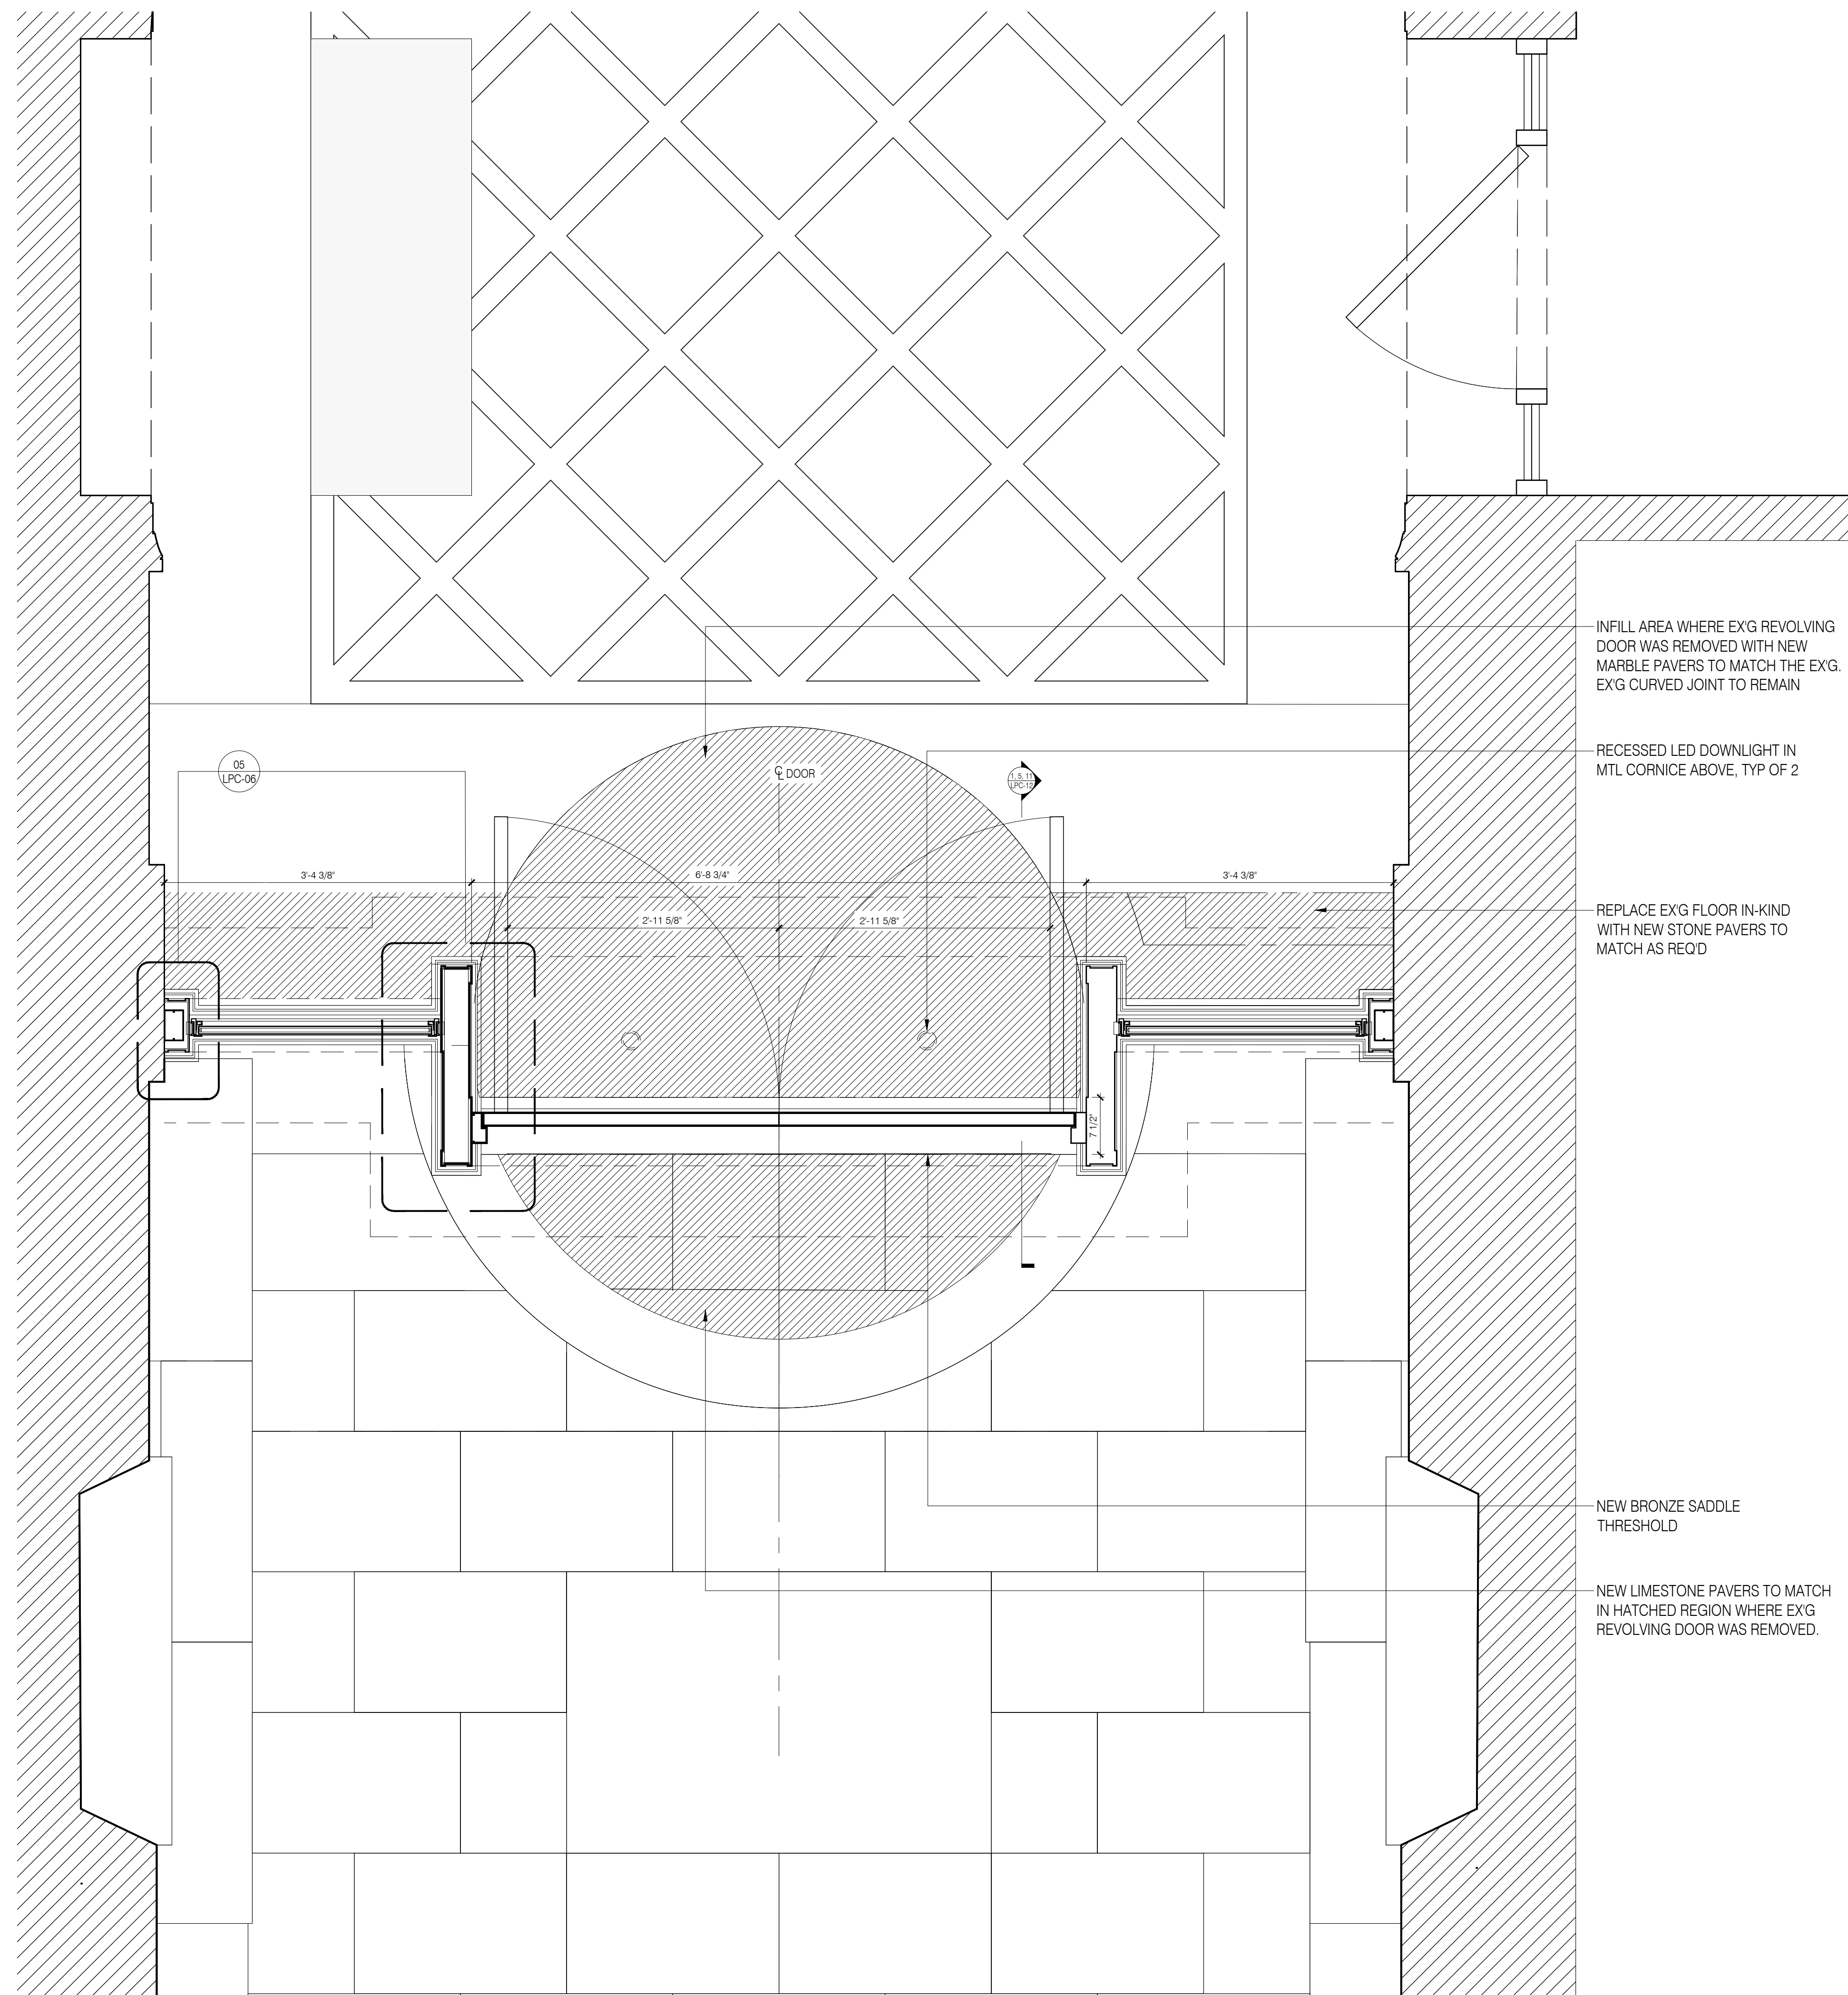 INFILL AREA WHERE EX'G REVOLVING
DOOR WAS REMOVED WITH NEW
MARBLE PAVERS TO MATCH THE EX'G.
EX'G CURVED JOINT TO REMAIN
RECESSED LED DOWNLIGHT IN
MTL CORNICE ABOVE, TYP OF 2
05
LPC-06
℄ DOOR
1, 5, 11
LPC-12
3'-4 3/8"
6'-8 3/4"
3'-4 3/8"
2'-11 5/8"
2'-11 5/8"
REPLACE EX'G FLOOR IN-KIND
WITH NEW STONE PAVERS TO
MATCH AS REQ'D
7 1/2"
NEW BRONZE SADDLE
THRESHOLD
NEW LIMESTONE PAVERS TO MATCH
IN HATCHED REGION WHERE EX'G
REVOLVING DOOR WAS REMOVED.